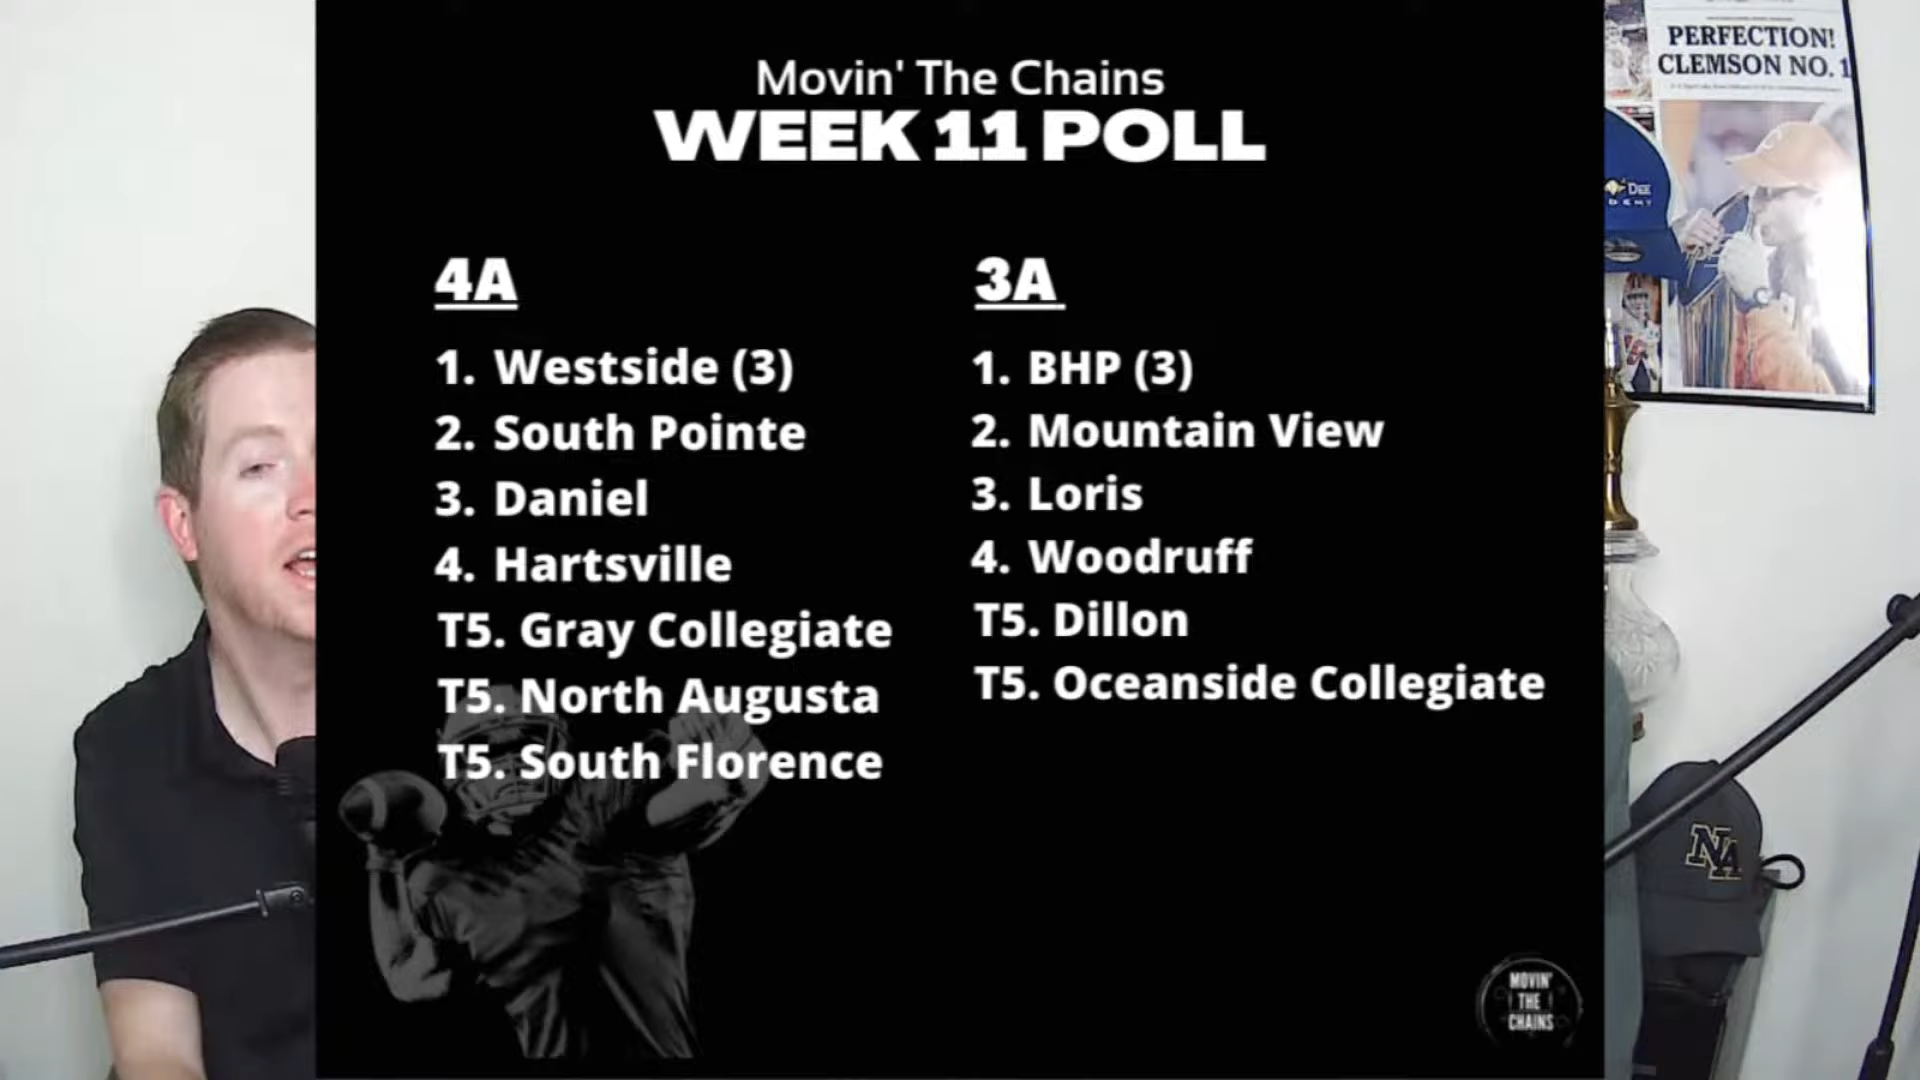 Movin' The Chains
WEEK 11 POLL
4A
1. Westside (3)
2. South Pointe
3. Daniel
4. Hartsville
T5. Gray Collegiate
T5. North Augusta
T5. South Florence
3A
1. BHP (3)
2. Mountain View
3. Loris
4. Woodruff
T5. Dillon
T5. Oceanside Collegiate
MOVIN'
THE
CHAINS
PERFECTION!
CLEMSON NO. 1
DEE
NA